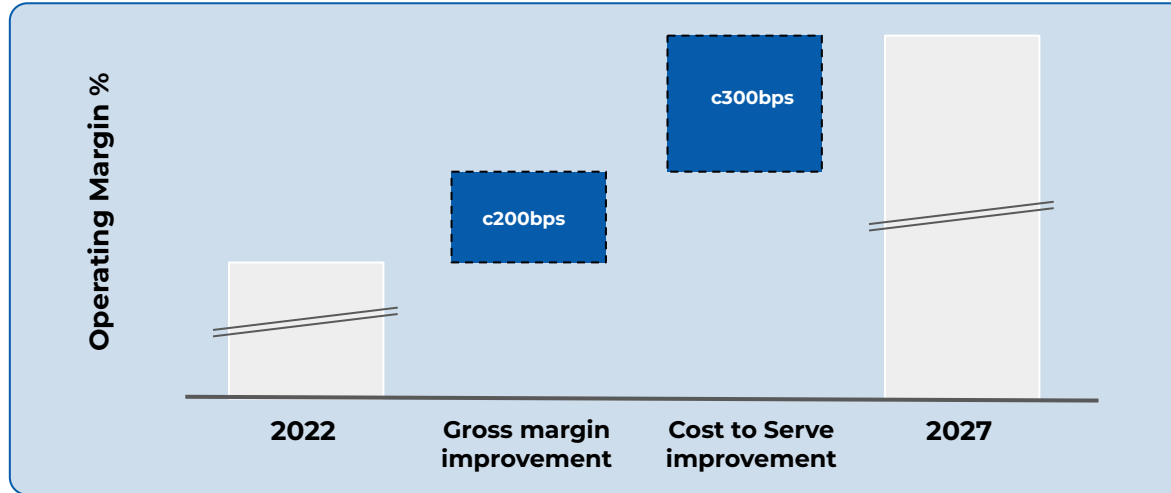 Operating Margin %
c300bps
c200bps
2022
Gross margin
improvement
Cost to Serve
improvement
2027